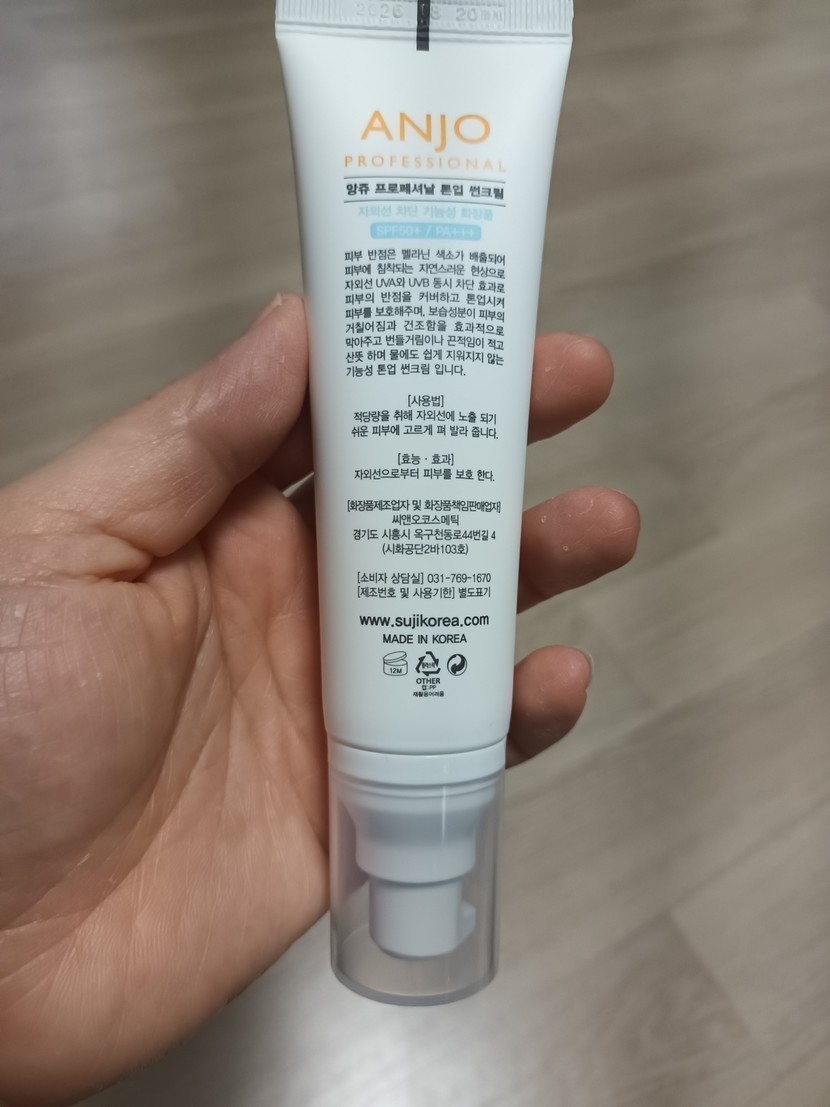 2026 20까지
ANJO
PROFESSIONAL
앙쥬 프로페셔날 톤업 썬크림
자외선 차단 기능성 화장품
SPF50+ / PA+++
피부 반점은 멜라닌 색소가 배출되어
피부에 침착되는 자연스러운 현상으로
자외선 UVA와 UVB 동시 차단 효과로
피부의 반점을 커버하고 톤업시켜
피부를 보호해주며, 보습성분이 피부의
거칠어짐과 건조함을 효과적으로
막아주고 번들거림이나 끈적임이 적고
산뜻 하며 물에도 쉽게 지워지지 않는
기능성 톤업 썬크림 입니다.
[사용법]
적당량을 취해 자외선에 노출 되기
쉬운 피부에 고르게 펴 발라 줍니다.
[효능 · 효과]
자외선으로부터 피부를 보호 한다.
[화장품제조업자 및 화장품책임판매업자]
씨앤오코스메틱
경기도 시흥시 옥구천동로44번길 4
(시화공단2바103호)
[소비자 상담실] 031-769-1670
[제조번호 및 사용기한] 별도표기
www.sujikorea.com
MADE IN KOREA
12M
OTHER
캡:PP
재활용어려움